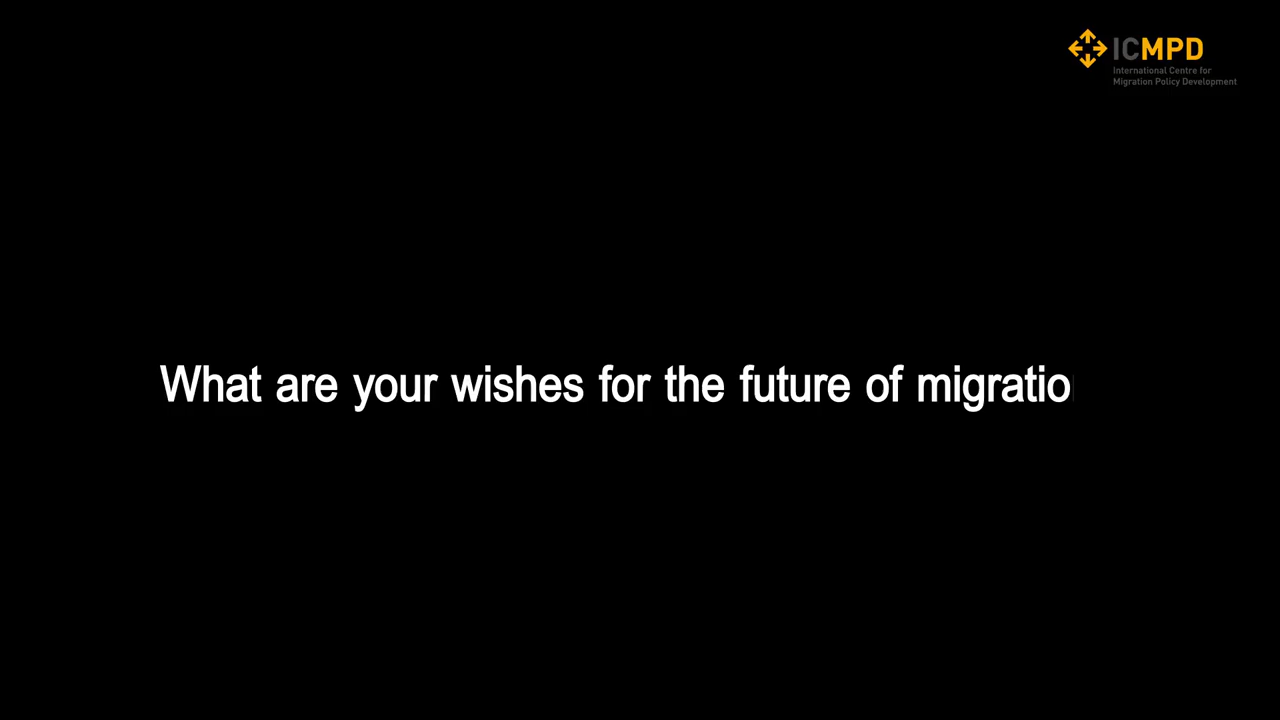 ICMPD
International Centre for
Migration Policy Development
What are your wishes for the future of migratio